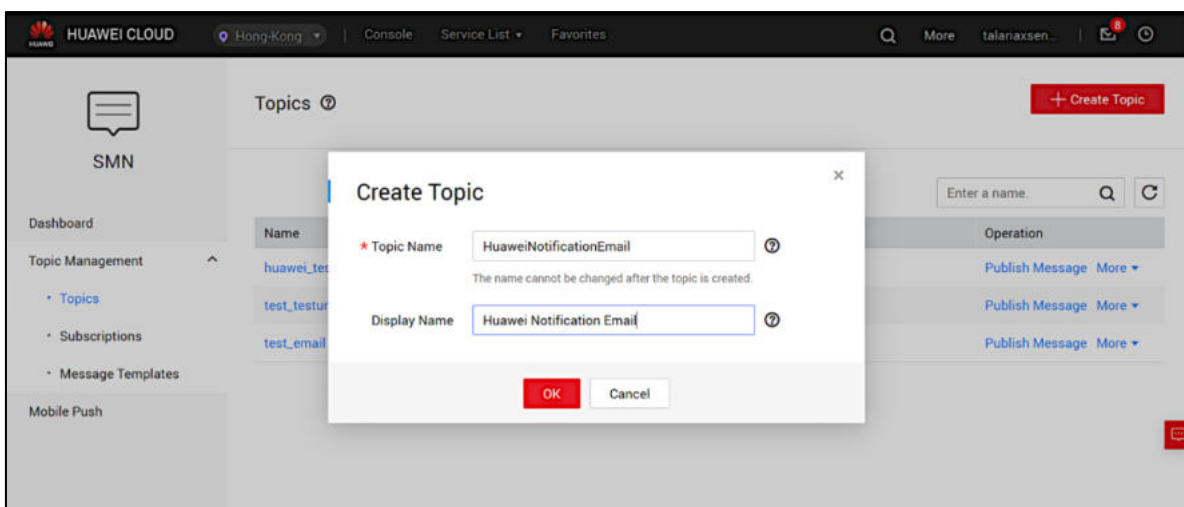 HUAWEI
HUAWEI CLOUD
Hong-Kong
Console
Service List
Favorites
More
talariaxsen...
8
SMN
Dashboard
Topic Management
Topics
Subscriptions
Message Templates
Mobile Push
Topics
+ Create Topic
Enter a name.
Name
Operation
huawei_tes
Publish Message More
test_testur
Publish Message More
test_email
Publish Message More
Create Topic
* Topic Name
HuaweiNotificationEmail
The name cannot be changed after the topic is created.
Display Name
Huawei Notification Email
OK
Cancel